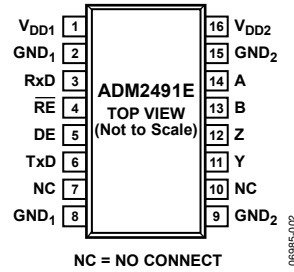 VDD1 1
GND1 2
RxD 3
RE 4
DE 5
TxD 6
NC 7
GND1 8
ADM2491E
TOP VIEW
(Not to Scale)
16 VDD2
15 GND2
14 A
13 B
12 Z
11 Y
10 NC
9 GND2
NC = NO CONNECT
06985-002